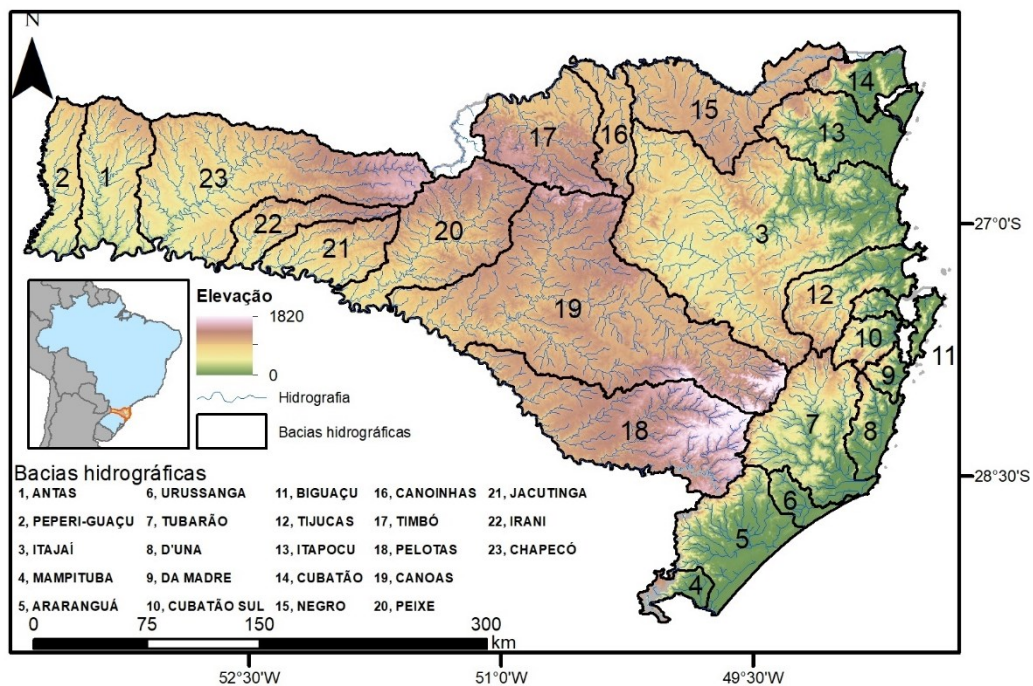 N
14
15
17
16
13
2
1
23
3
27°0'S
20
22
21
12
19
10
11
9
Elevação
1820
0
7
8
18
Hidrografia
Bacias hidrográficas
28°30'S
6
5
4
Bacias hidrográficas
1, ANTAS 6, URUSSANGA 11, BIGUAÇU 16, CANOINHAS 21, JACUTINGA
2, PEPERI-GUAÇU 7, TUBARÃO 12, TIJUCAS 17, TIMBÓ 22, IRANI
3, ITAJAÍ 8, D'UNA 13, ITAPOCU 18, PELOTAS 23, CHAPECÓ
4, MAMPITUBA 9, DA MADRE 14, CUBATÃO 19, CANOAS
5, ARARANGUÁ 10, CUBATÃO SUL 15, NEGRO 20, PEIXE
0 75 150 300
km
52°30'W 51°0'W 49°30'W